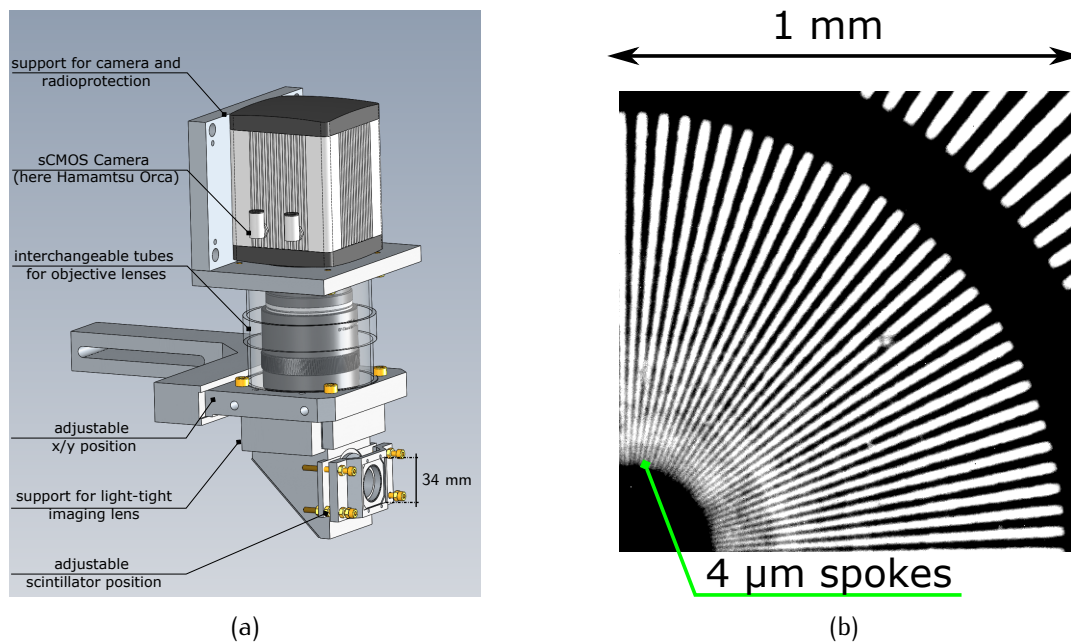 support for camera and
radioprotection
sCMOS Camera
(here Hamamtsu Orca)
interchangeable tubes
for objective lenses
adjustable
x/y position
support for light-tight
imaging lens
adjustable
scintillator position
34 mm
(a)
1 mm
4 µm spokes
(b)